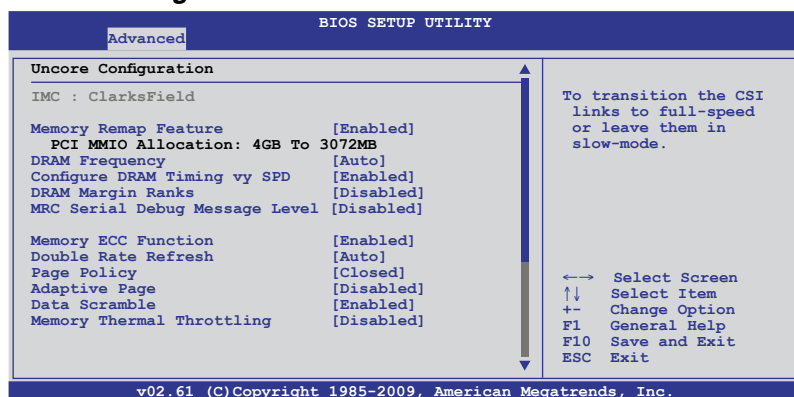 BIOS SETUP UTILITY
Advanced
Uncore Configuration
IMC : ClarksField
Memory Remap Feature [Enabled]
PCI MMIO Allocation: 4GB To 3072MB
DRAM Frequency [Auto]
Configure DRAM Timing vy SPD [Enabled]
DRAM Margin Ranks [Disabled]
MRC Serial Debug Message Level [Disabled]
Memory ECC Function [Enabled]
Double Rate Refresh [Auto]
Page Policy [Closed]
Adaptive Page [Disabled]
Data Scramble [Enabled]
Memory Thermal Throttling [Disabled]
To transition the CSI
links to full-speed
or leave them in
slow-mode.
←→ Select Screen
↑↓ Select Item
+- Change Option
F1 General Help
F10 Save and Exit
ESC Exit
v02.61 (C)Copyright 1985-2009, American Megatrends, Inc.